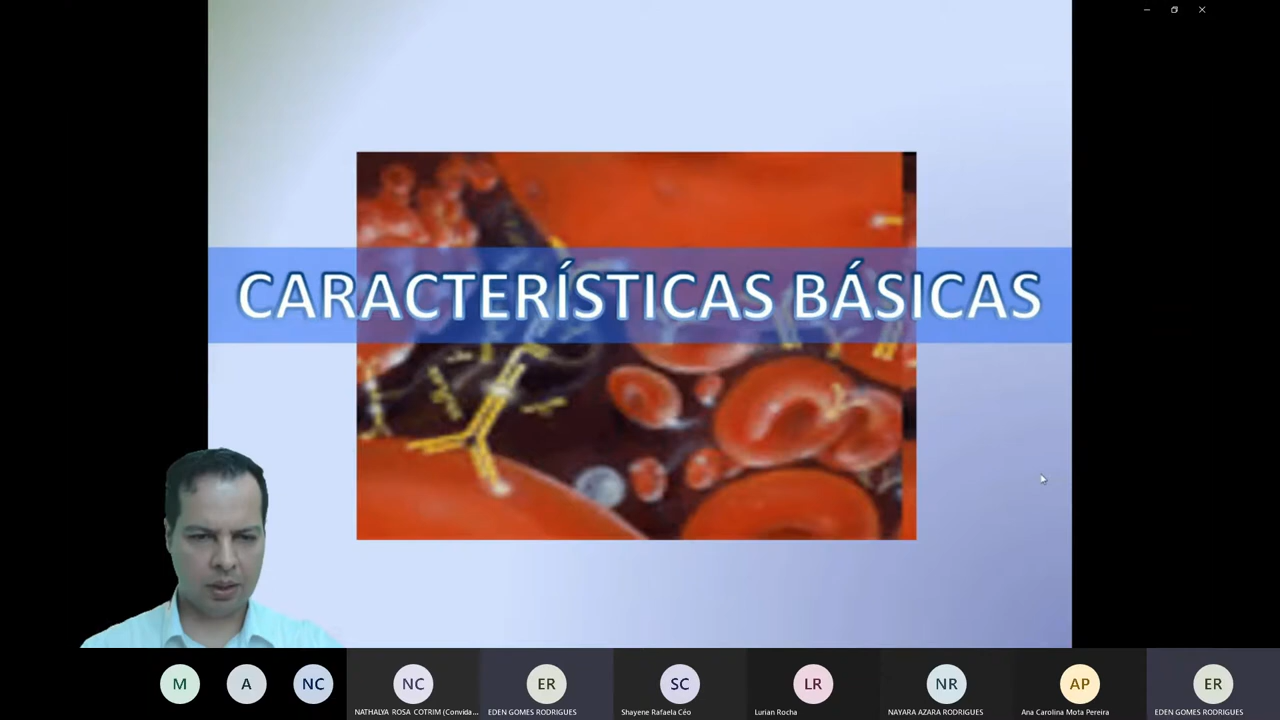 CARACTERÍSTICAS BÁSICAS
M
A
NC
NC
ER
SC
LR
NR
AP
ER
NATHALYA ROSA COTRIM (Convida...
EDEN GOMES RODRIGUES
Shayene Rafaela Céo
Lurian Rocha
NAYARA AZARA RODRIGUES
Ana Carolina Mota Pereira
EDEN GOMES RODRIGUES